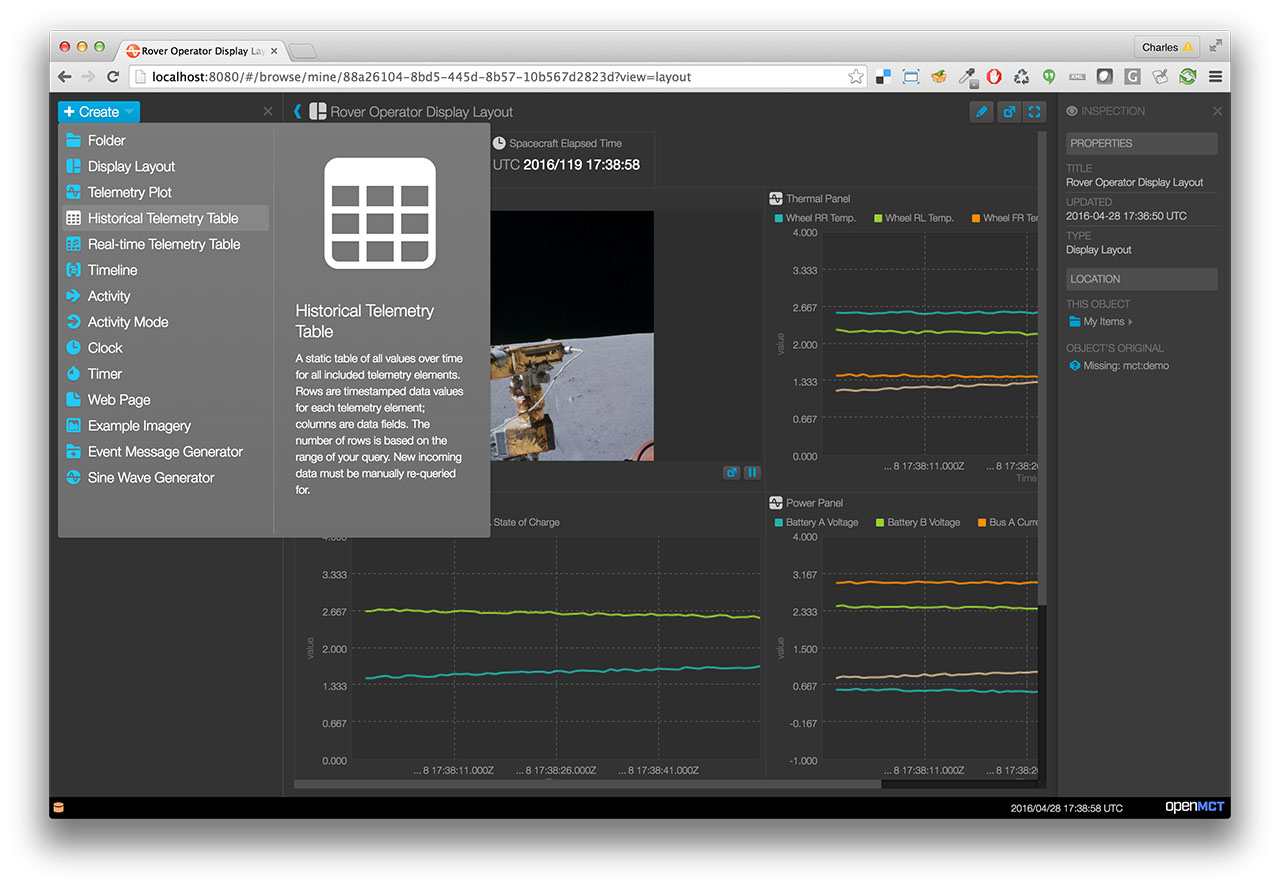 Rover Operator Display Lay
Charles
localhost:8080/#/browse/mine/88a26104-8bd5-445d-8b57-10b567d2823d?view=layout
XML
G
+ Create
Rover Operator Display Layout
Folder
Display Layout
Telemetry Plot
Historical Telemetry Table
Real-time Telemetry Table
Timeline
Activity
Activity Mode
Clock
Timer
Web Page
Example Imagery
Event Message Generator
Sine Wave Generator
Historical Telemetry
Table
A static table of all values over time
for all included telemetry elements.
Rows are timestamped data values
for each telemetry element;
columns are data fields. The
number of rows is based on the
range of your query. New incoming
data must be manually re-queried
for.
Spacecraft Elapsed Time
UTC 2016/119 17:38:58
Thermal Panel
Wheel RR Temp. Wheel RL Temp. Wheel FR Ter
4.000
3.333
2.667
2.000
1.333
0.667
0.000
value
... 8 17:38:11.000Z ... 8 17:38:26
Time
State of Charge
4.000
3.333
2.667
2.000
1.333
0.667
0.000
value
... 8 17:38:11.000Z ... 8 17:38:26.000Z ... 8 17:38:41.000Z
Power Panel
Battery A Voltage Battery B Voltage Bus A Curre
4.000
3.167
2.333
1.500
0.667
-0.167
-1.000
value
... 8 17:38:11.000Z ... 8 17:38:26
INSPECTION
PROPERTIES
TITLE
Rover Operator Display Layout
UPDATED
2016-04-28 17:36:50 UTC
TYPE
Display Layout
LOCATION
THIS OBJECT
My Items
OBJECT'S ORIGINAL
Missing: mct:demo
2016/04/28 17:38:58 UTC
openMCT